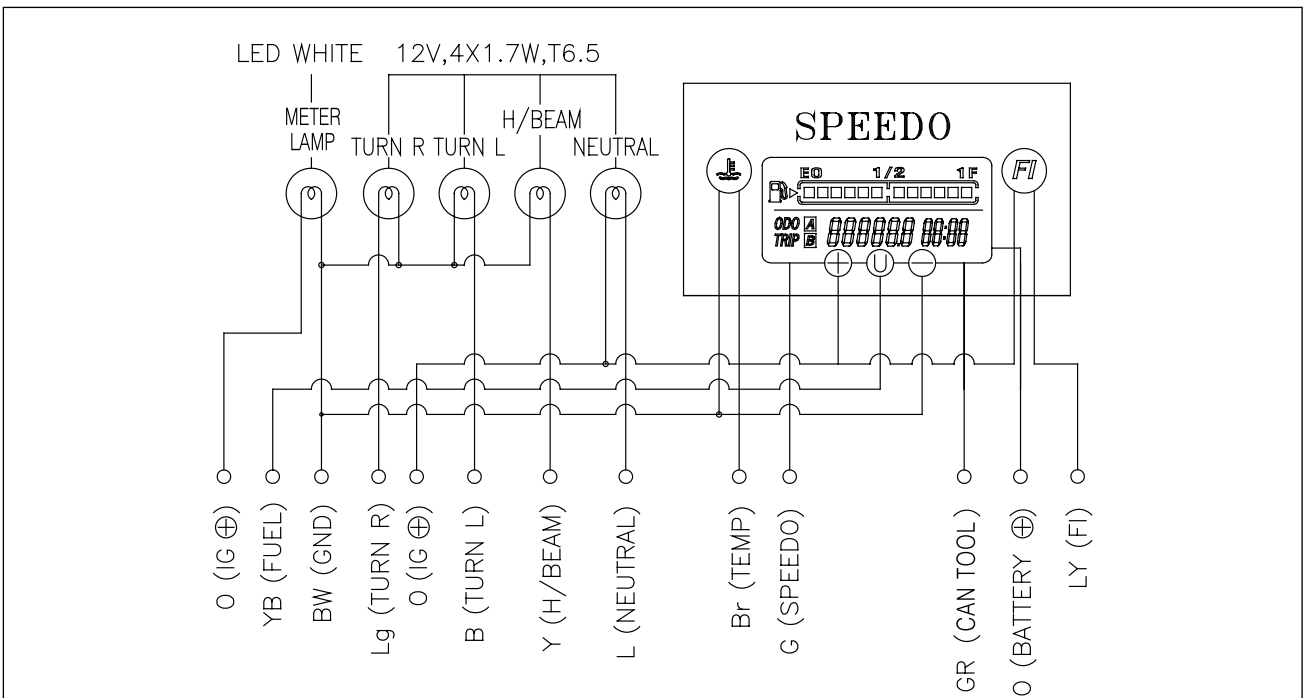 LED WHITE 12V,4X1.7W,T6.5
METER
LAMP
TURN R TURN L
H/BEAM
NEUTRAL
SPEEDO
E0 1/2 1F
FI
ODO A
TRIP B
888888.8 88:88
+ U −
O (IG ⊕)
YB (FUEL)
BW (GND)
Lg (TURN R)
O (IG ⊕)
B (TURN L)
Y (H/BEAM)
L (NEUTRAL)
Br (TEMP)
G (SPEEDO)
GR (CAN TOOL)
O (BATTERY ⊕)
LY (FI)